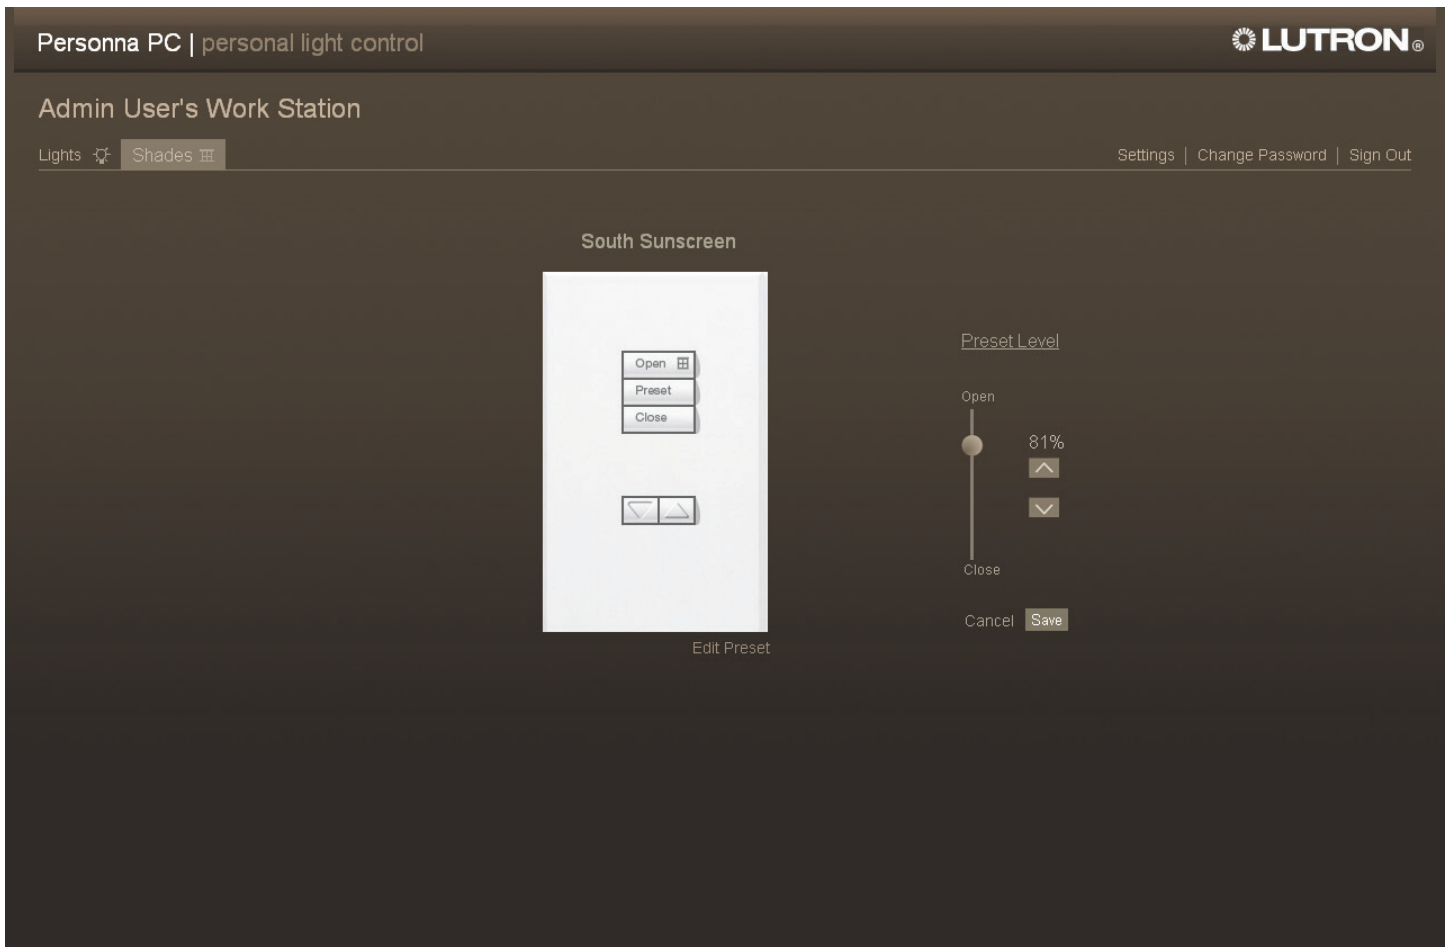 Personna PC | personal light control
LUTRON®
Admin User's Work Station
Lights
Shades
Settings | Change Password | Sign Out
South Sunscreen
Open
Preset
Close
Edit Preset
Preset Level
Open
81%
Close
Cancel Save